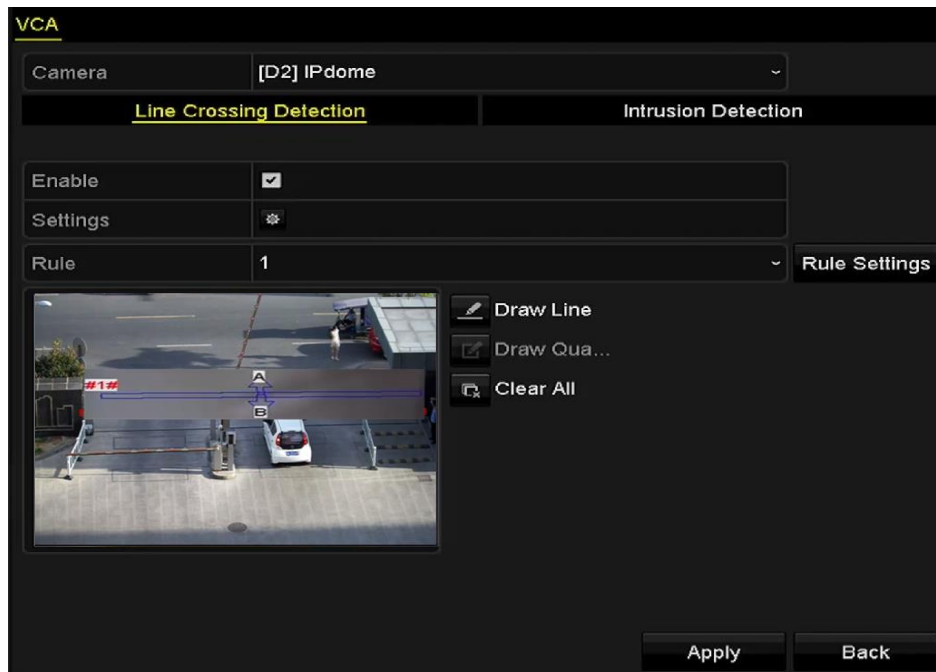 VCA
Camera [D2] IPdome
Line Crossing Detection Intrusion Detection
Enable
Settings
Rule 1 Rule Settings
Draw Line
Draw Qua...
Clear All
#1#
A
B
Apply Back